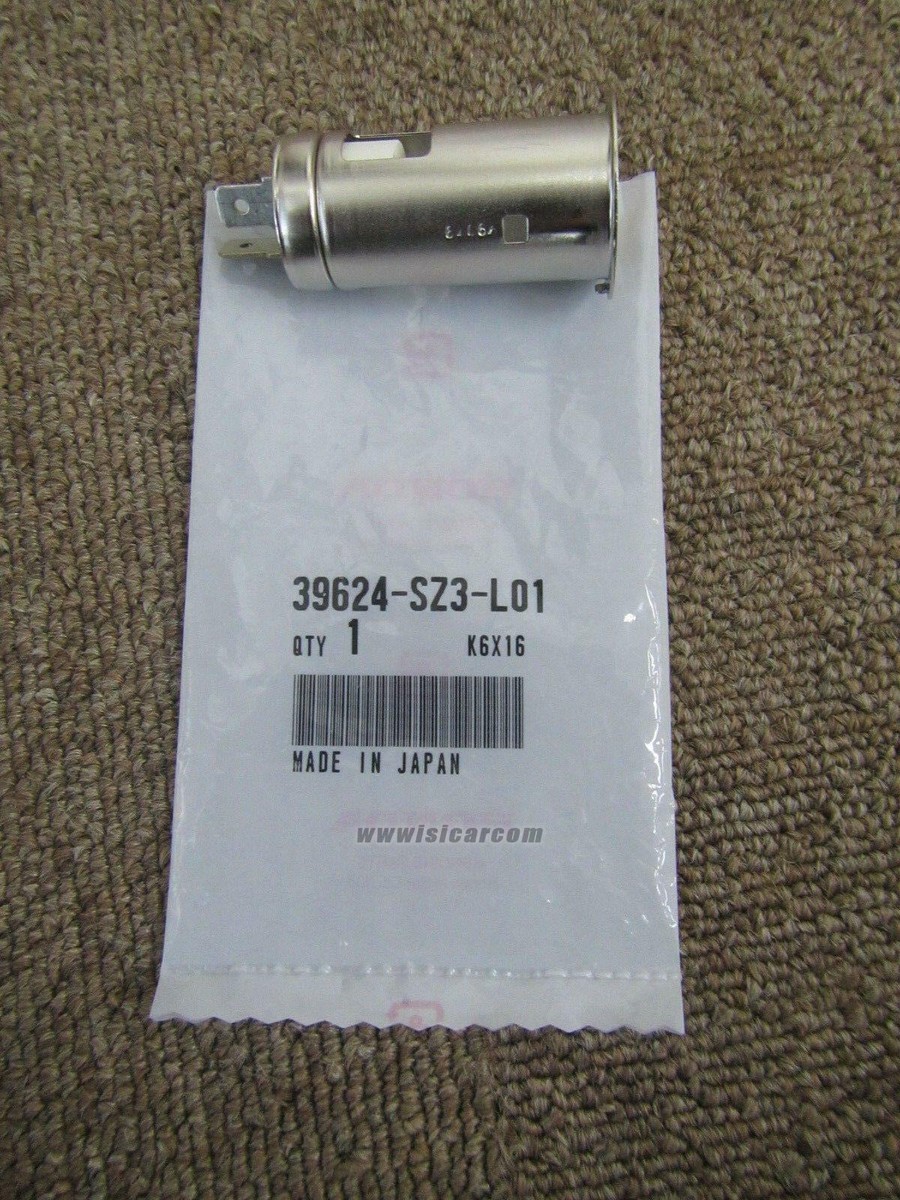 39624-SZ3-L01
QTY 1 K6X16
MADE IN JAPAN
wwwisicarcom